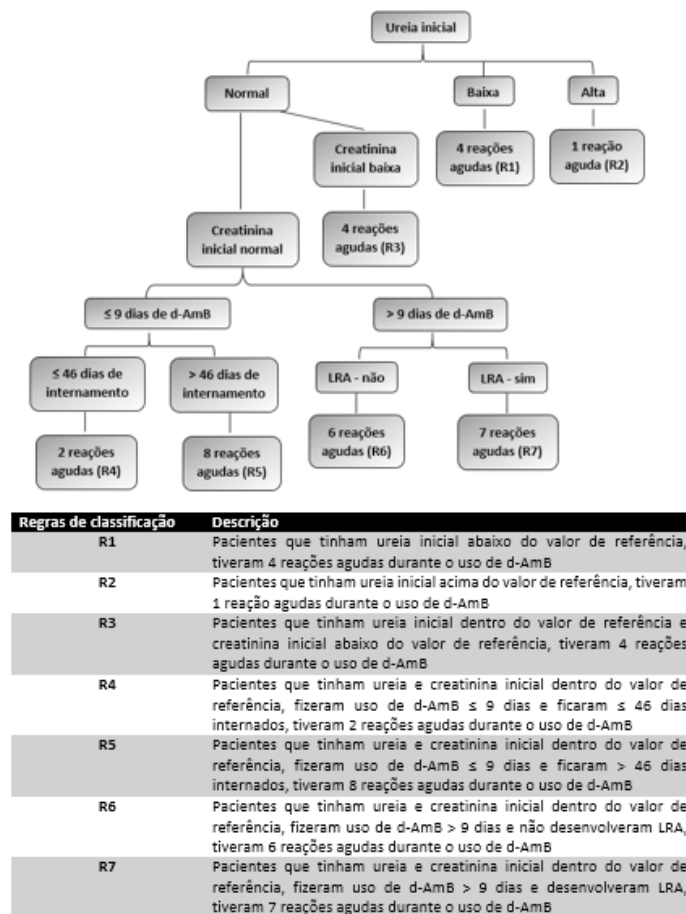 Ureia inicial
Normal
Baixa
Alta
Creatinina
inicial baixa
4 reações
agudas (R1)
1 reação
aguda (R2)
Creatinina
inicial normal
4 reações
agudas (R3)
≤ 9 dias de d-AmB
> 9 dias de d-AmB
≤ 46 dias de
internamento
> 46 dias de
internamento
LRA - não
LRA - sim
2 reações
agudas (R4)
8 reações
agudas (R5)
6 reações
agudas (R6)
7 reações
agudas (R7)
Regras de classificação Descrição
R1 Pacientes que tinham ureia inicial abaixo do valor de referência,
tiveram 4 reações agudas durante o uso de d-AmB
R2 Pacientes que tinham ureia inicial acima do valor de referência, tiveram
1 reação agudas durante o uso de d-AmB
R3 Pacientes que tinham ureia inicial dentro do valor de referência e
creatinina inicial abaixo do valor de referência, tiveram 4 reações
agudas durante o uso de d-AmB
R4 Pacientes que tinham ureia e creatinina inicial dentro do valor de
referência, fizeram uso de d-AmB ≤ 9 dias e ficaram ≤ 46 dias
internados, tiveram 2 reações agudas durante o uso de d-AmB
R5 Pacientes que tinham ureia e creatinina inicial dentro do valor de
referência, fizeram uso de d-AmB ≤ 9 dias e ficaram > 46 dias
internados, tiveram 8 reações agudas durante o uso de d-AmB
R6 Pacientes que tinham ureia e creatinina inicial dentro do valor de
referência, fizeram uso de d-AmB > 9 dias e não desenvolveram LRA,
tiveram 6 reações agudas durante o uso de d-AmB
R7 Pacientes que tinham ureia e creatinina inicial dentro do valor de
referência, fizeram uso de d-AmB > 9 dias e desenvolveram LRA,
tiveram 7 reações agudas durante o uso de d-AmB